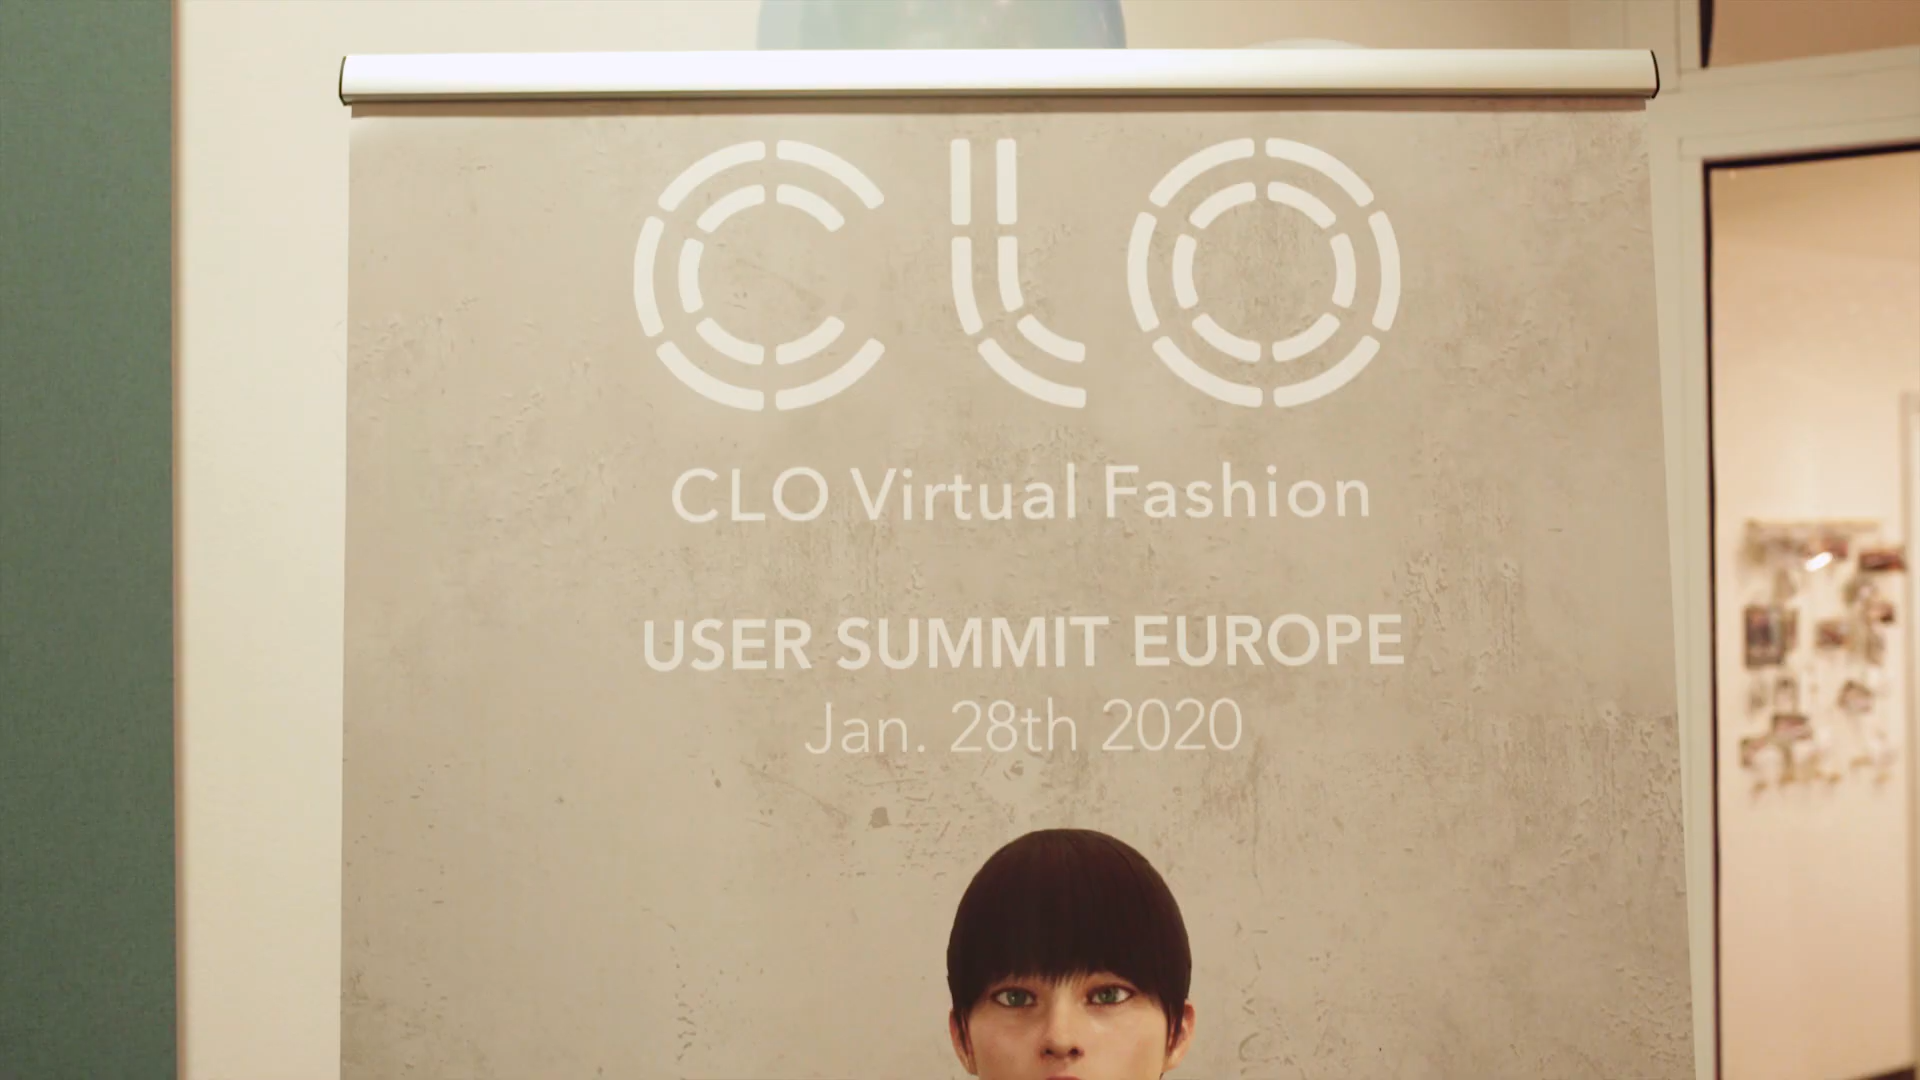 CLO
CLO Virtual Fashion
USER SUMMIT EUROPE
Jan. 28th 2020